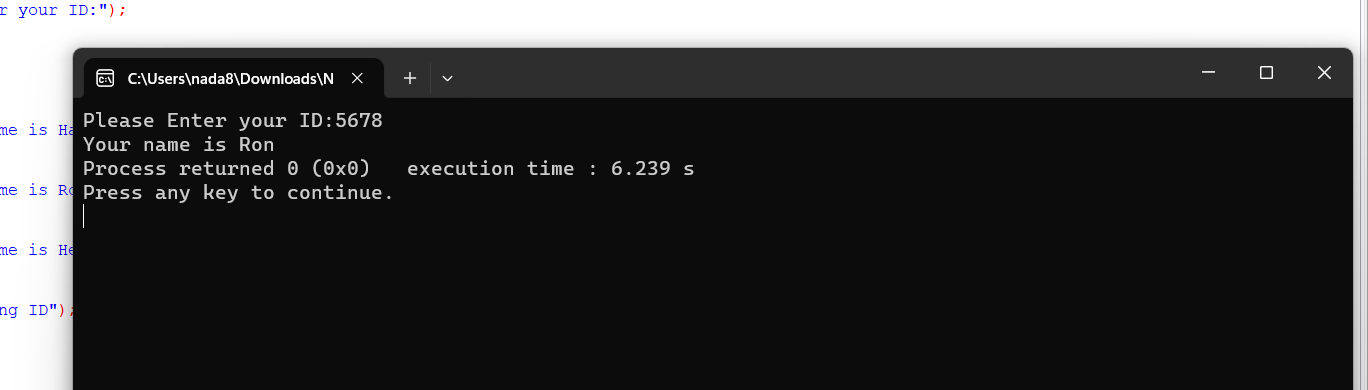 r your ID:");
C:\Users\nada8\Downloads\N
Please Enter your ID:5678
me is Ha
Your name is Ron
Process returned 0 (0x0)   execution time : 6.239 s
me is Ro
Press any key to continue.
me is He
ng ID");